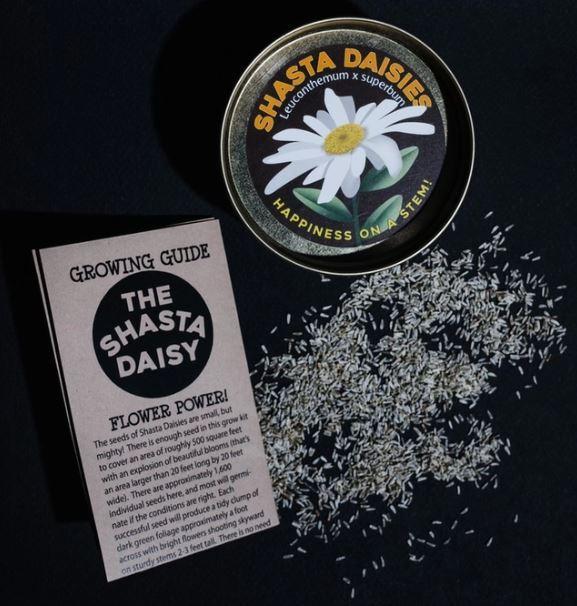 SHASTA DAISIES
Leucanthemum x superbum
HAPPINESS ON A STEM!
GROWING GUIDE
THE
SHASTA
DAISY
FLOWER POWER!
The seeds of Shasta Daisies are small, but
mighty! There is enough seed in this grow kit
to cover an area of roughly 500 square feet
with an explosion of beautiful blooms (that's
an area larger than 20 feet long by 20 feet
wide). There are approximately 1,600
individual seeds here, and most will germi-
nate if the conditions are right. Each
successful seed will produce a tidy clump of
dark green foliage approximately a foot
across with bright flowers shooting skyward
on sturdy stems 2-3 feet tall. There is no need